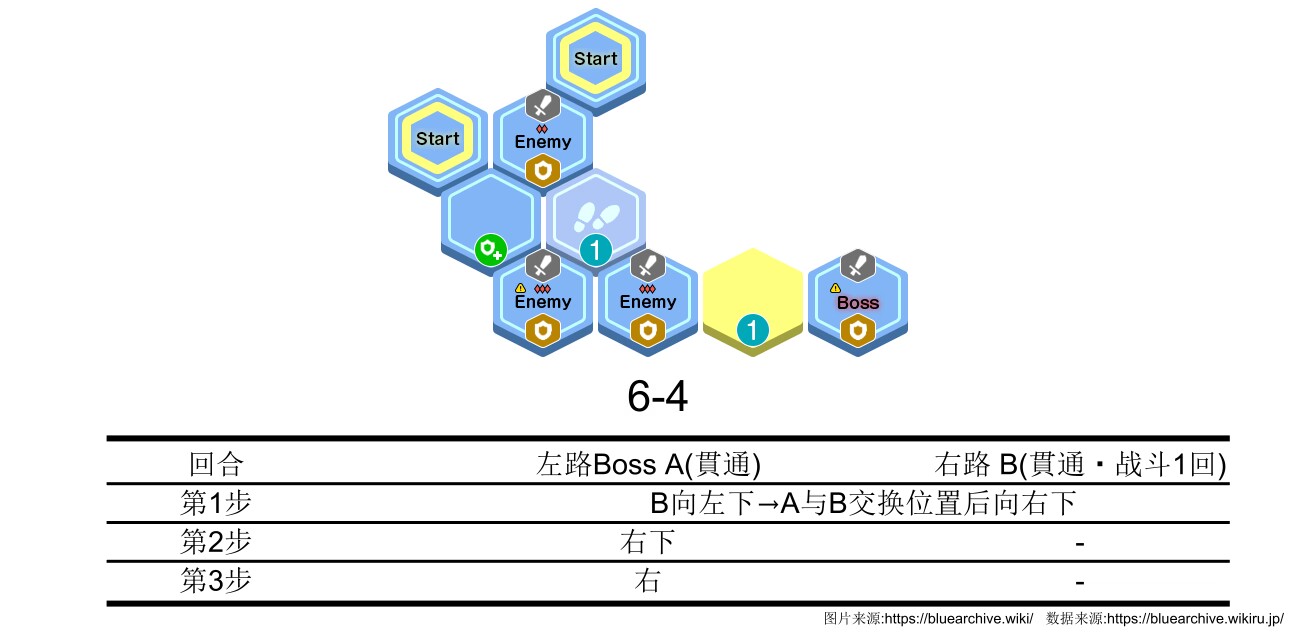 Start
Start
Enemy
1
Enemy
Enemy
Boss
1
6-4
回合 左路Boss A(貫通) 右路 B(貫通・战斗1回)
第1步 B向左下→A与B交换位置后向右下
第2步 右下 -
第3步 右 -
图片来源:https://bluearchive.wiki/ 数据来源:https://bluearchive.wikiru.jp/